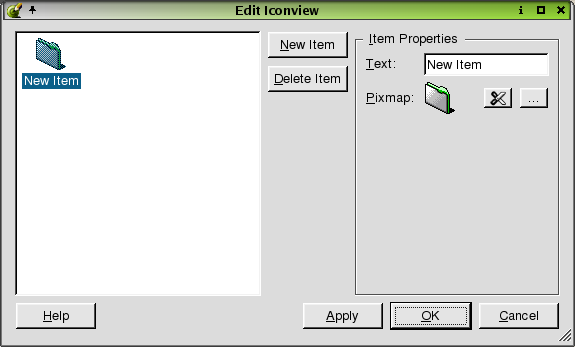 Edit Iconview
New Item
New Item
Delete Item
Item Properties
Text: New Item
Pixmap: ...
Help
Apply
OK
Cancel